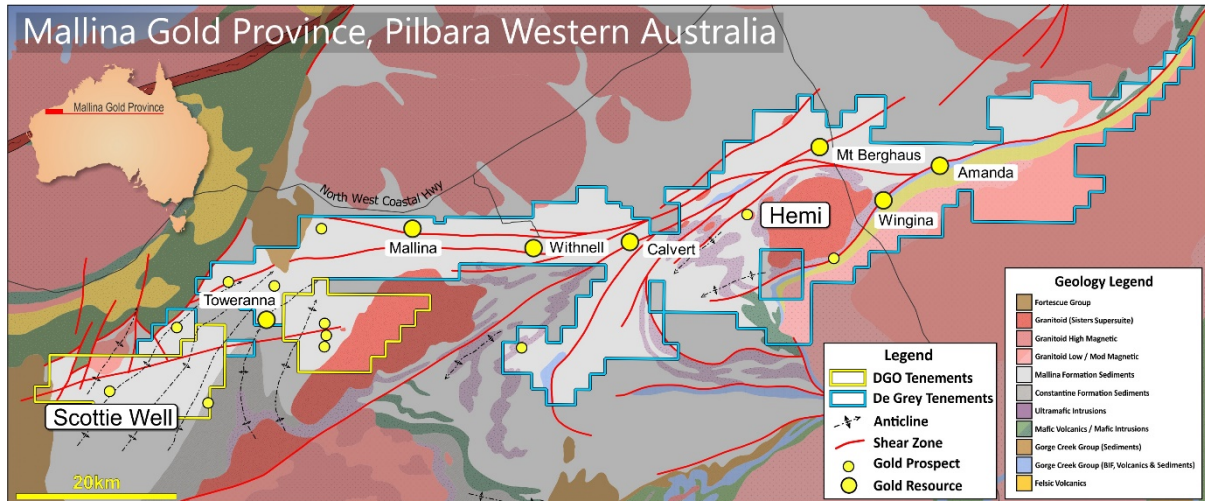 Mallina Gold Province, Pilbara Western Australia
Mallina Gold Province
North West Coastal Hwy
Mt Berghaus
Amanda
Hemi
Wingina
Mallina
Withnell
Calvert
Toweranna
Scottie Well
20km
Legend
DGO Tenements
De Grey Tenements
Anticline
Shear Zone
Gold Prospect
Gold Resource
Geology Legend
Fortescue Group
Granitoid (Sisters Supersuite)
Granitoid High Magnetic
Granitoid Low / Mod Magnetic
Mallina Formation Sediments
Constantine Formation Sediments
Ultramafic Intrusions
Mafic Volcanics / Mafic Intrusions
Gorge Creek Group (Sediments)
Gorge Creek Group (BIF, Volcanics & Sediments)
Felsic Volcanics